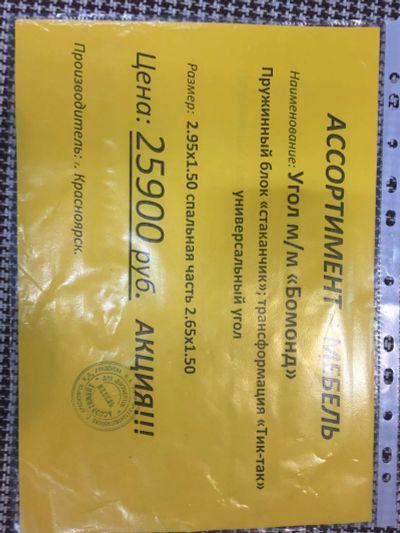 АССОРТИМЕНТ - МЕБЕЛЬ
Наименование: Угол м/м «Бомонд»
Пружинный блок «стаканчик»; трансформация «Тик-так»
универсальный угол
Размер: 2.95х1.50 спальная часть 2.65х1.50
Цена: 25900 руб. АКЦИЯ!!!
Производитель: г. Красноярск.